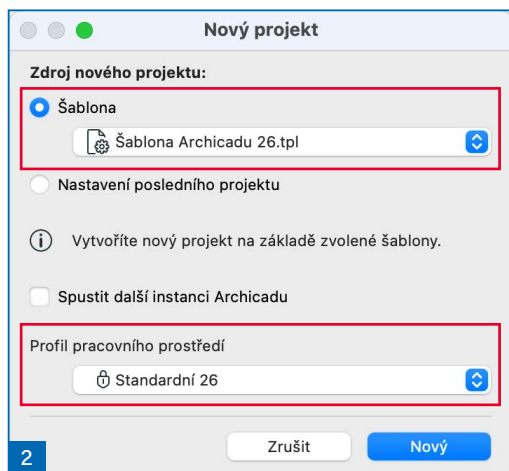 Nový projekt
Zdroj nového projektu:
Šablona
Šablona Archicadu 26.tpl
Nastavení posledního projektu
Vytvoříte nový projekt na základě zvolené šablony.
Spustit další instanci Archicadu
Profil pracovního prostředí
Standardní 26
Zrušit
Nový
2